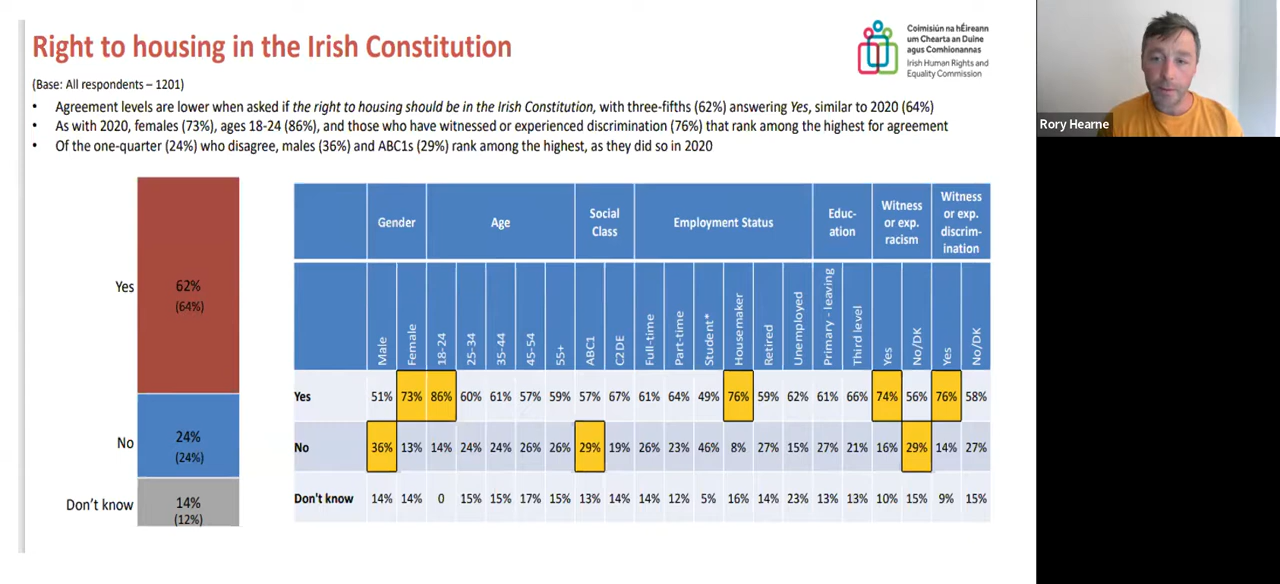 Right to housing in the Irish Constitution
Coimisiún na hÉireann
um Chearta an Duine
agus Comhionannas
Irish Human Rights and
Equality Commission
Rory Hearne
(Base: All respondents – 1201)
• Agreement levels are lower when asked if the right to housing should be in the Irish Constitution, with three-fifths (62%) answering Yes, similar to 2020 (64%)
• As with 2020, females (73%), ages 18-24 (86%), and those who have witnessed or experienced discrimination (76%) that rank among the highest for agreement
• Of the one-quarter (24%) who disagree, males (36%) and ABC1s (29%) rank among the highest, as they did so in 2020
Yes
62%
(64%)
No
24%
(24%)
Don't know
14%
(12%)
Gender Age Social Class Employment Status Educ-ation Witness or exp. racism Witness or exp. discrim-ination
Male Female 18-24 25-34 35-44 45-54 55+ ABC1 C2DE Full-time Part-time Student* Housemaker Retired Unemployed Primary - leaving Third level Yes No/DK Yes No/DK
Yes 51% 73% 86% 60% 61% 57% 59% 57% 67% 61% 64% 49% 76% 59% 62% 61% 66% 74% 56% 76% 58%
No 36% 13% 14% 24% 24% 26% 26% 29% 19% 26% 23% 46% 8% 27% 15% 27% 21% 16% 29% 14% 27%
Don't know 14% 14% 0 15% 15% 17% 15% 13% 14% 14% 12% 5% 16% 14% 23% 13% 13% 10% 15% 9% 15%